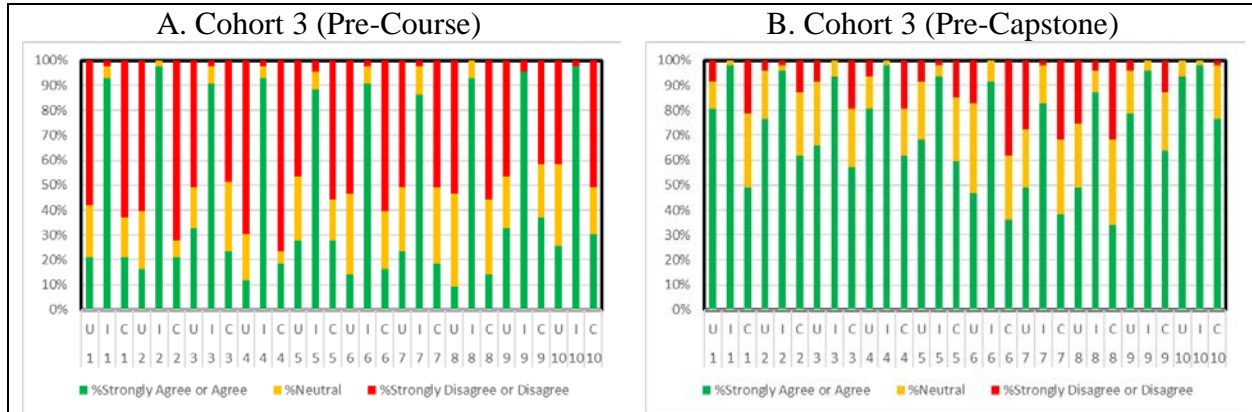 A. Cohort 3 (Pre-Course)
100%
90%
80%
70%
60%
50%
40%
30%
20%
10%
0%
U I C U I C U I C U I C U I C U I C U I C U I C U I C U I C
1 1 1 2 2 2 3 3 3 4 4 4 5 5 5 6 6 6 7 7 7 8 8 8 9 9 9 10 10 10
%Strongly Agree or Agree %Neutral %Strongly Disagree or Disagree
B. Cohort 3 (Pre-Capstone)
100%
90%
80%
70%
60%
50%
40%
30%
20%
10%
0%
U I C U I C U I C U I C U I C U I C U I C U I C U I C U I C
1 1 1 2 2 2 3 3 3 4 4 4 5 5 5 6 6 6 7 7 7 8 8 8 9 9 9 10 10 10
%Strongly Agree or Agree %Neutral %Strongly Disagree or Disagree